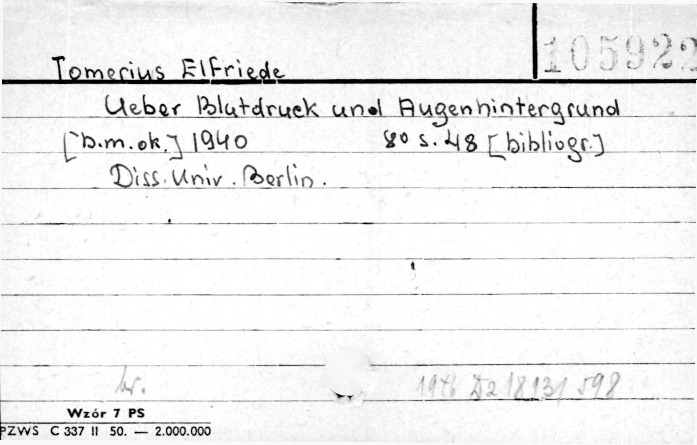 105922
Tomerius Elfriede
Ueber Blutdruck und Augenhintergrund
[b.m.ok.] 1940 8° s. 48 [bibliogr.]
Diss. Univ. Berlin.
br.
Wzór 7 PS
PZWS C 337 II 50. — 2.000.000